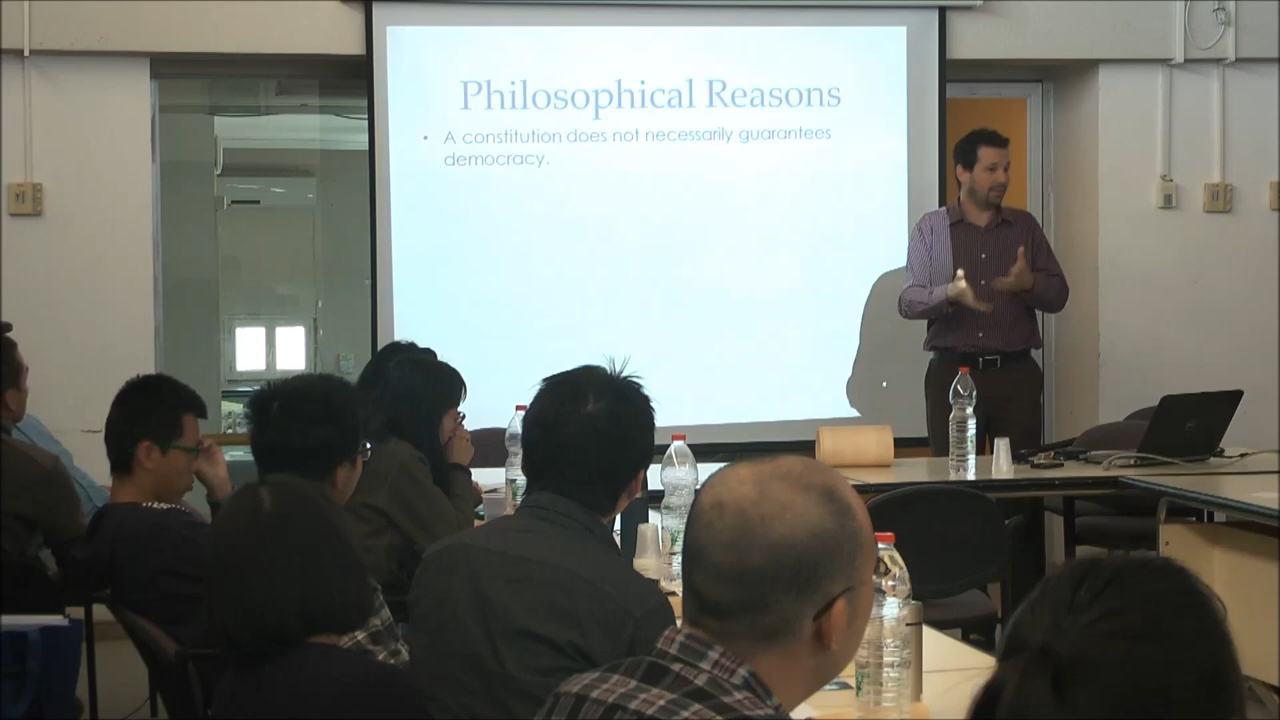 Philosophical Reasons
• A constitution does not necessarily guarantees
democracy.